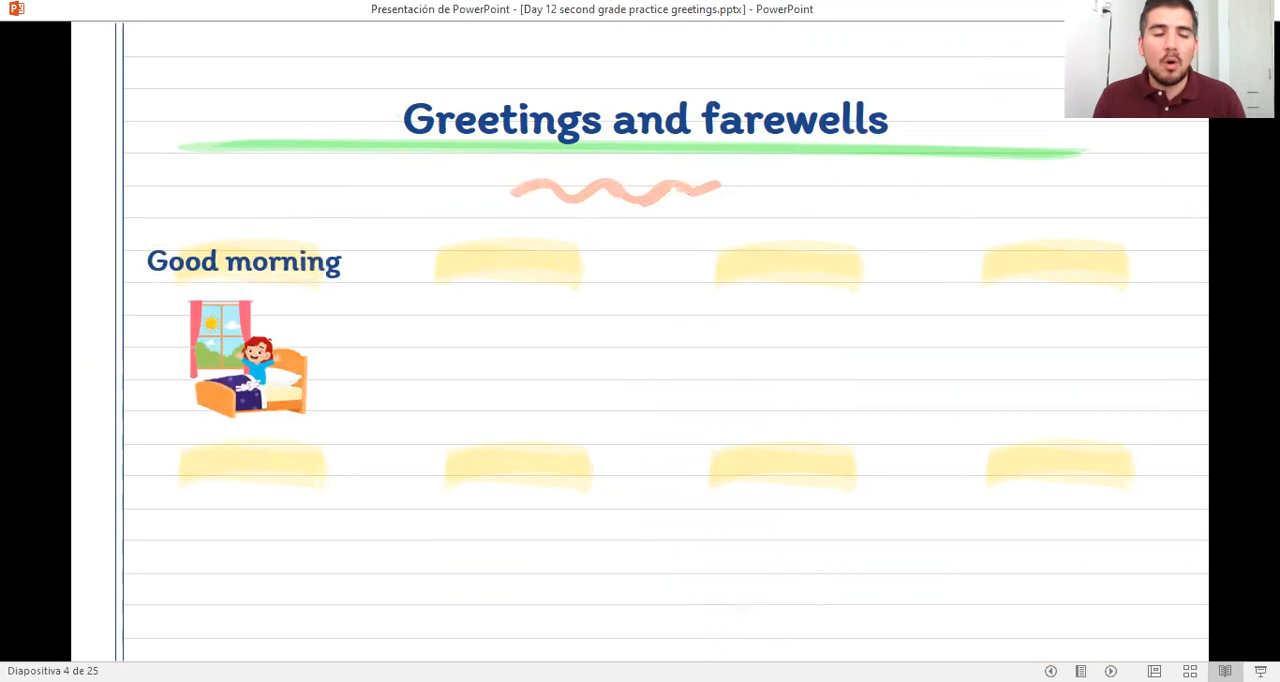 Presentación de PowerPoint - [Day 12 second grade practice greetings.pptx] - PowerPoint
Greetings and farewells
Good morning
Diapositiva 4 de 25